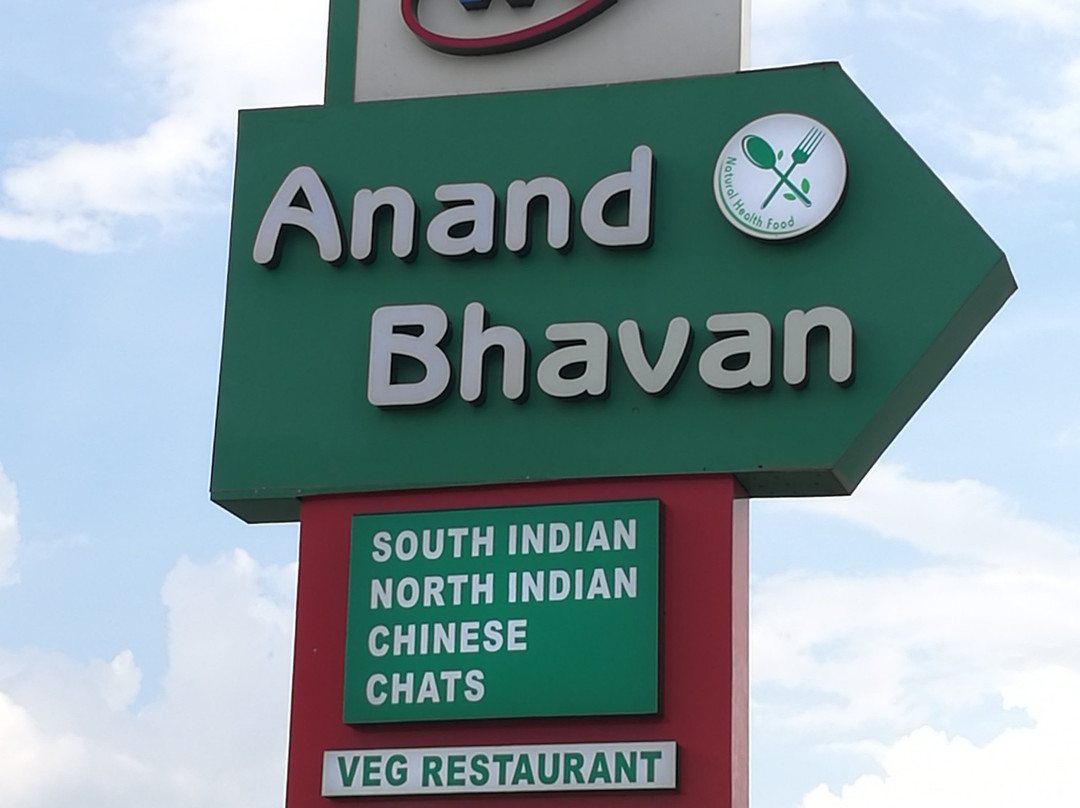 Anand
Bhavan
Natural Health Food
SOUTH INDIAN
NORTH INDIAN
CHINESE
CHATS
VEG RESTAURANT